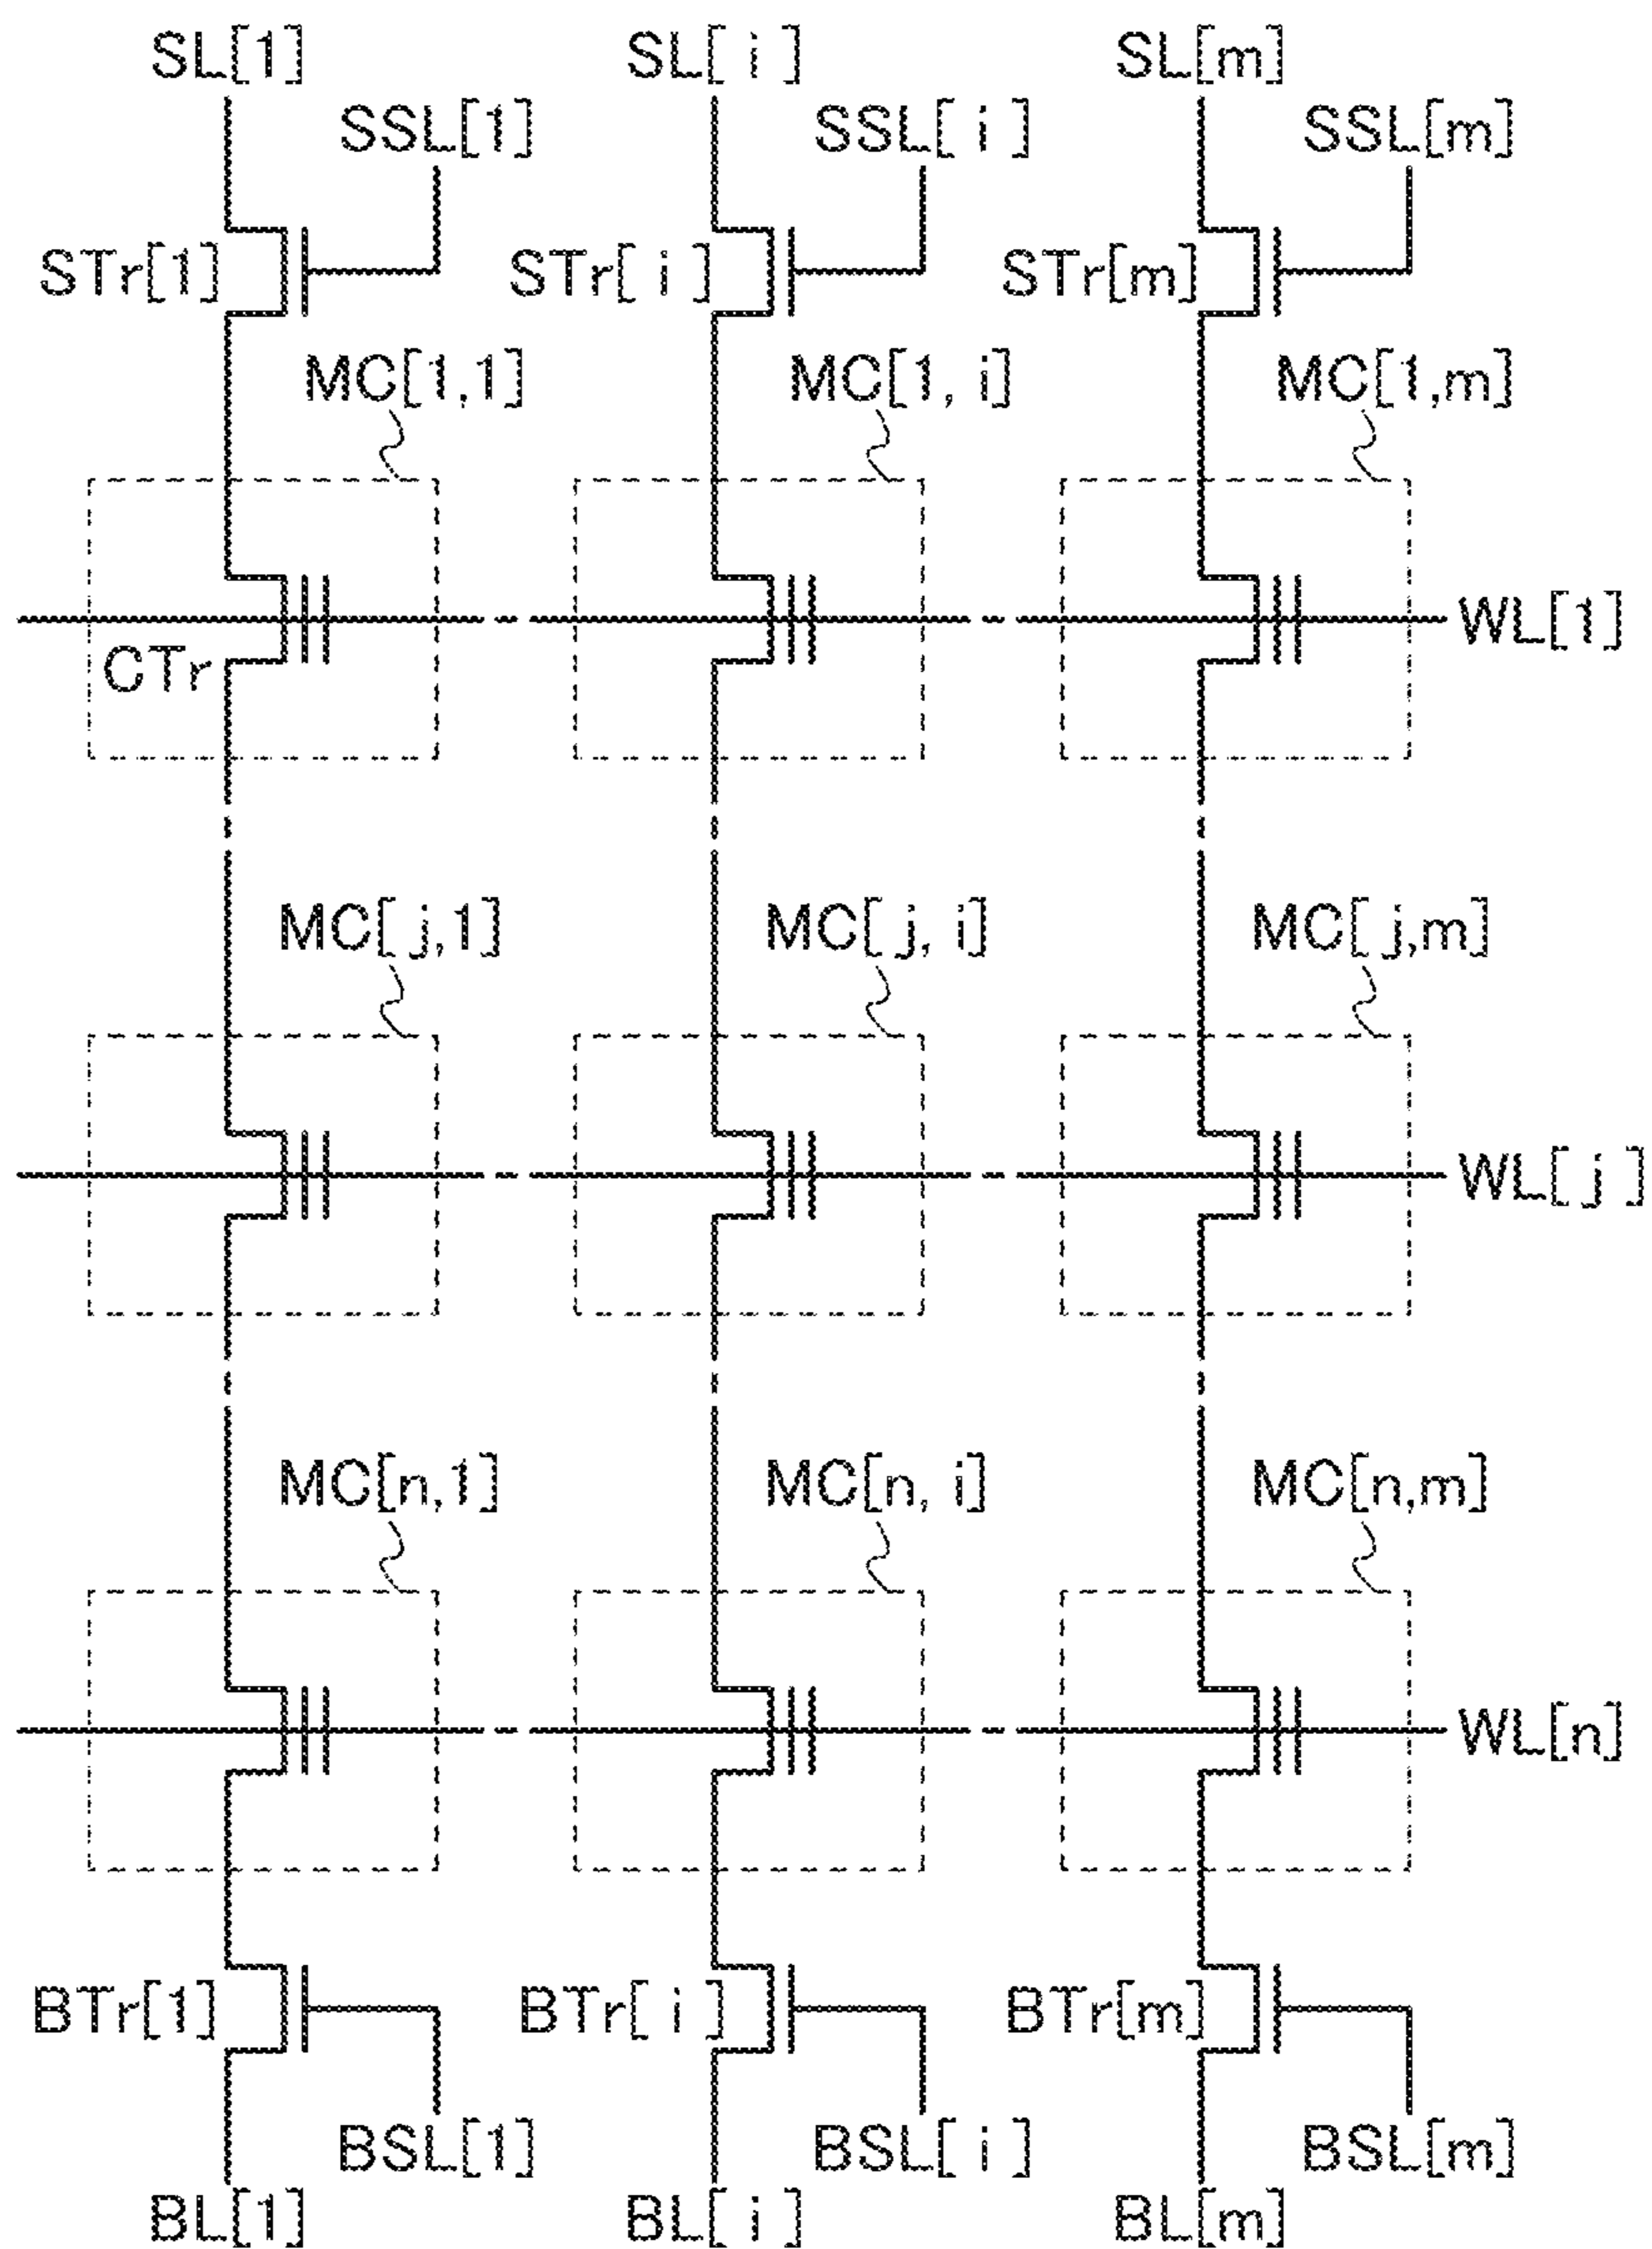 SL[1] SL[ i ] SL[m]
SSL[1] SSL[ i ] SSL[m]
STr[1] STr[ i ] STr[m]
MC[1,1] MC[1, i] MC[1,m]
WL[1]
CTr
MC[ j,1] MC[ j, i] MC[ j,m]
WL[ j ]
MC[n,1] MC[n, i] MC[n,m]
WL[n]
BTr[1] BTr[ i ] BTr[m]
BSL[1] BSL[ i ] BSL[m]
BL[1] BL[ i ] BL[m]